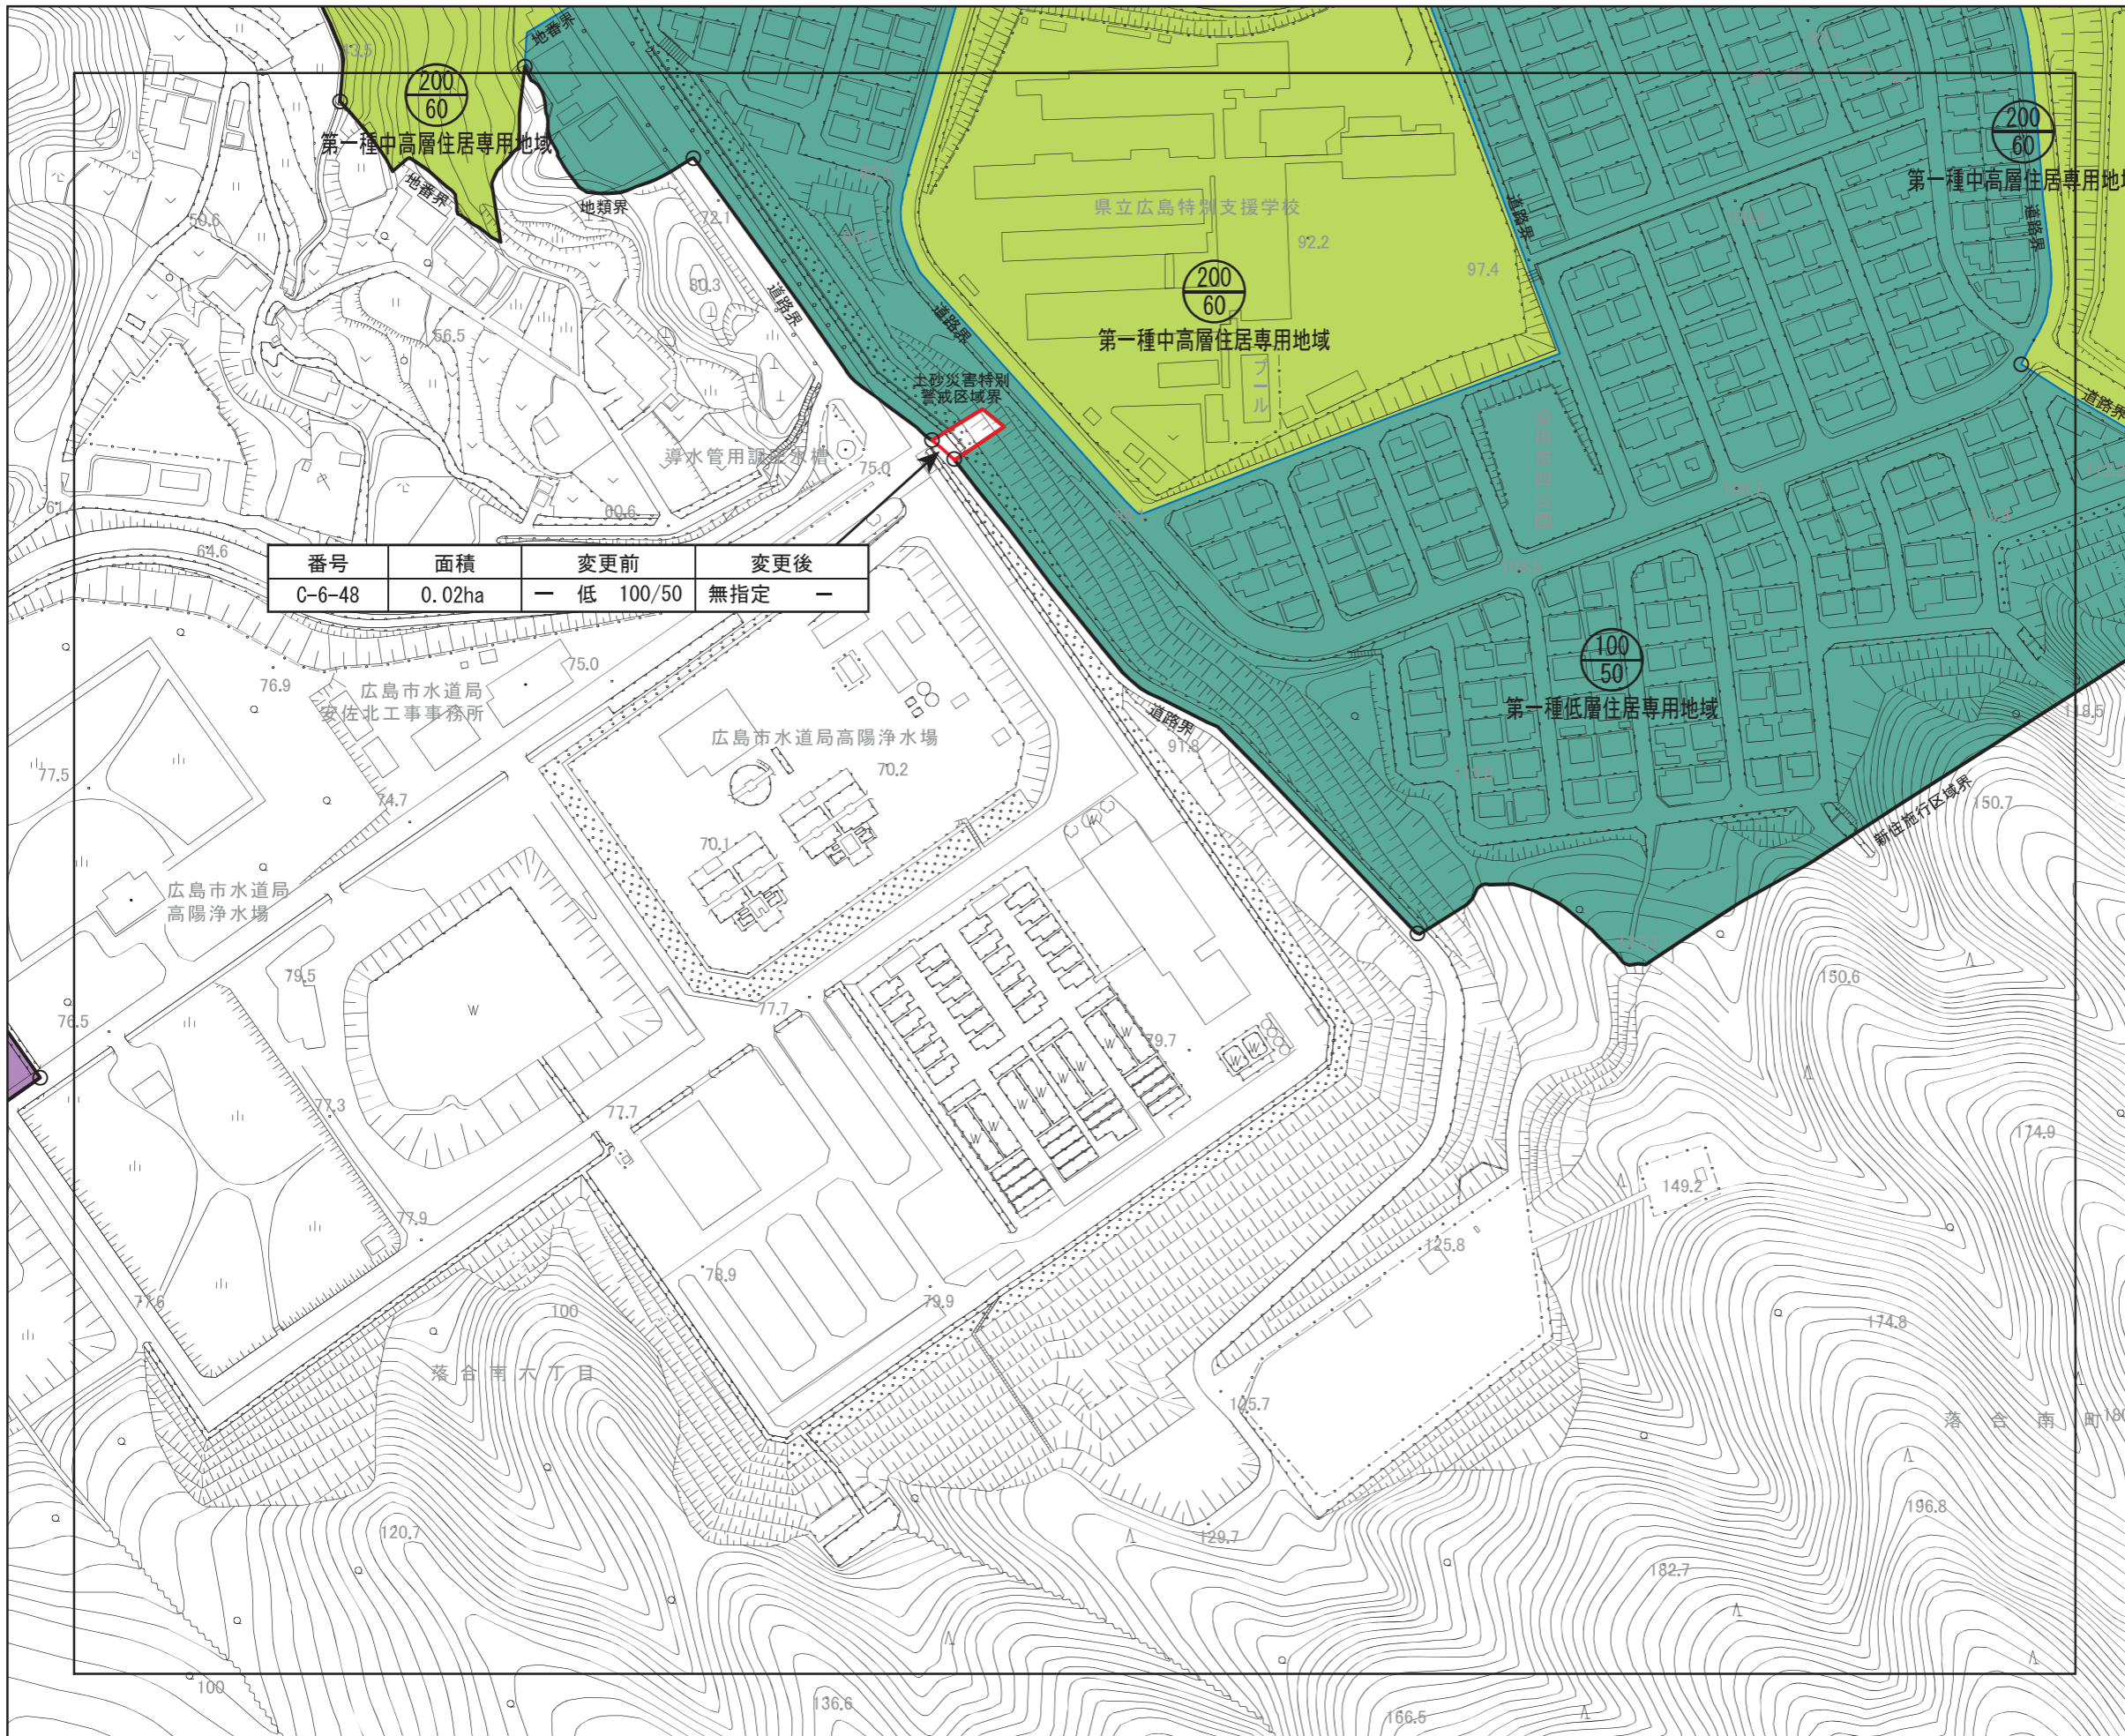 43.5
地番界
200
60
第一種中高層住居専用地域
地番界
地類界
72.1
50.6
80.3
56.5
道路界
道路界
県立広島特別支援学校
92.2
97.4
200
60
第一種中高層住居専用地域
プール
道路界
200
60
第一種中高層住居専用地域
道路界
道路界
土砂災害特別
警戒区域界
75.0
60.6
64.6
番号 面積 変更前 変更後
C-6-48 0.02ha 一 低 100/50 無指定 ー
100
50
第一種低層住居専用地域
75.0
76.9
広島市水道局
安佐北工事事務所
広島市水道局高陽浄水場
70.2
道路界
91.8
118.5
77.5
74.7
70.1
新住施行区域界
150.7
広島市水道局
高陽浄水場
79.5
W
150.6
76.5
77.7
W
79.7
77.3
77.7
174.9
149.2
77.9
125.8
78.9
79.9
77.6
100
174.8
落合南六丁目
125.7
落合南町
180
196.8
120.7
129.7
182.7
100
136.6
166.5